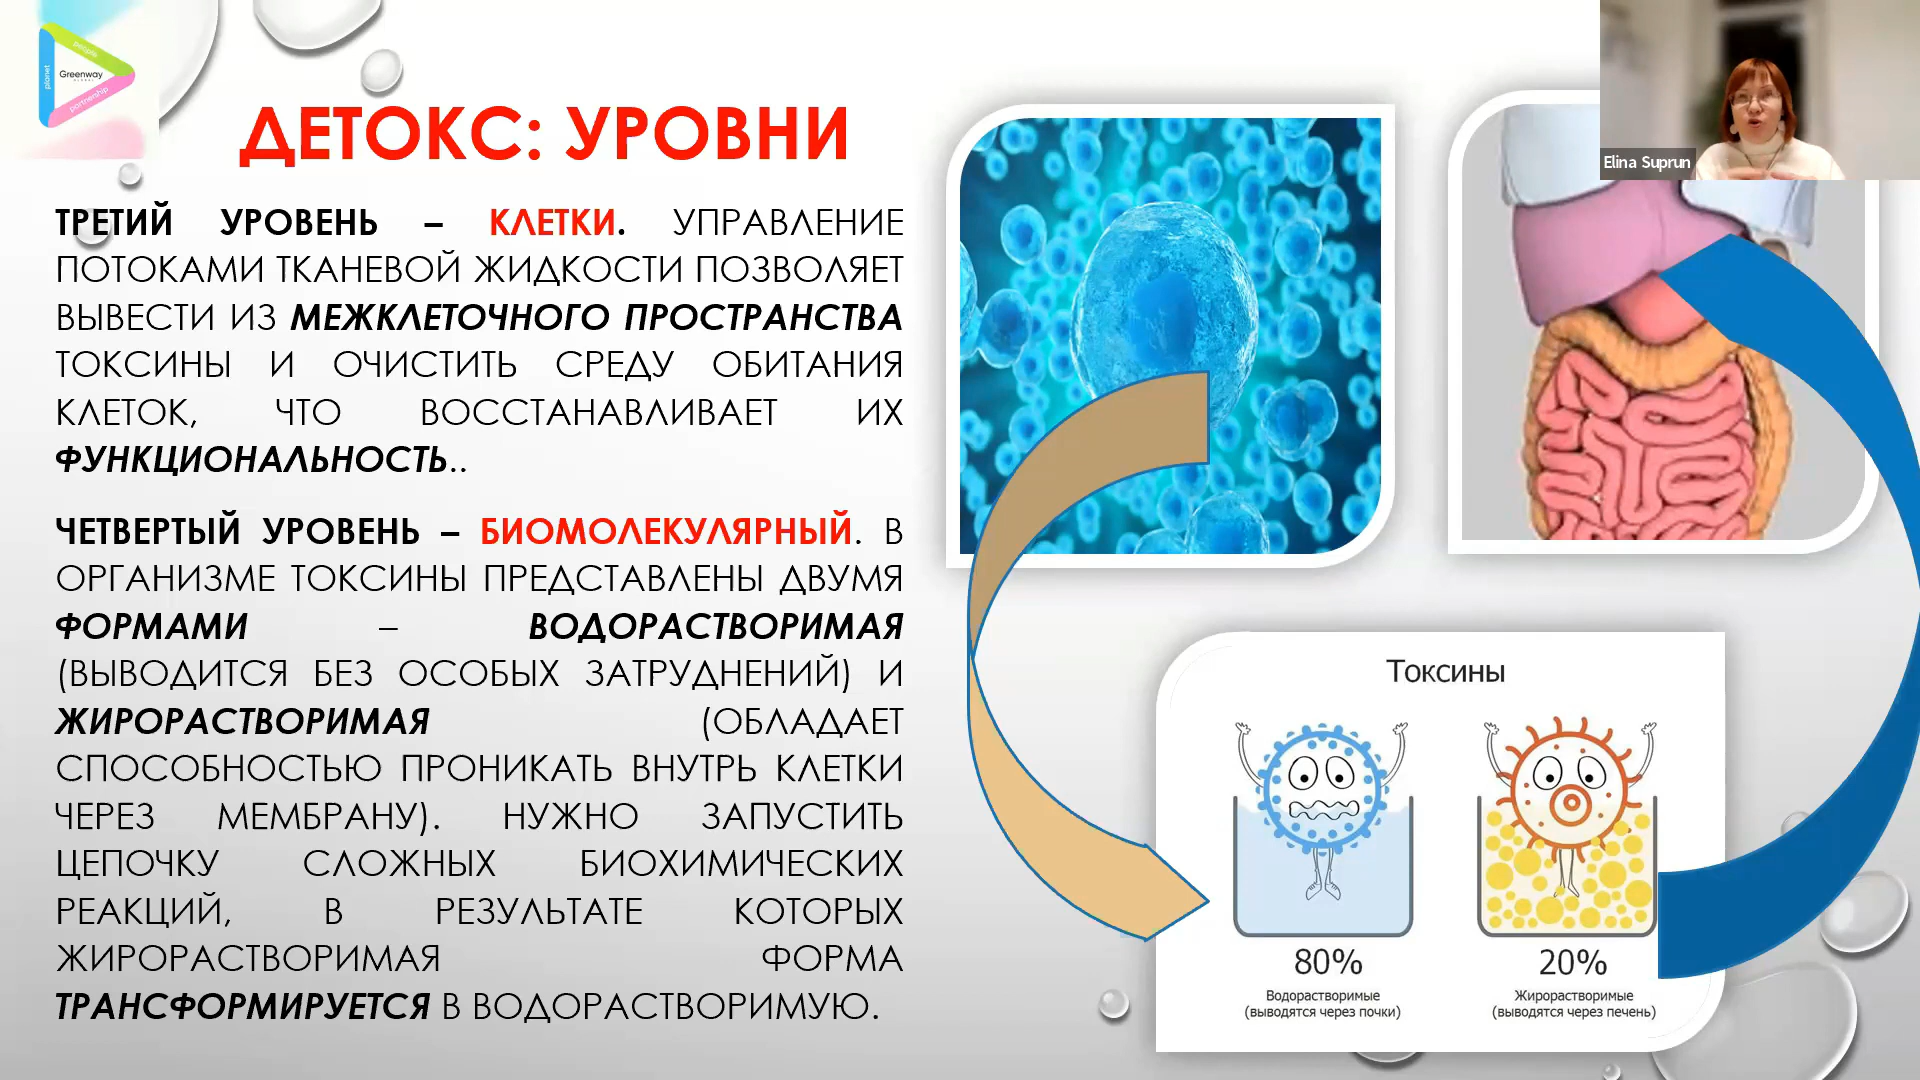 people
planet
Greenway
GLOBAL
partnership
Elina Suprun
ДЕТОКС: УРОВНИ
ТРЕТИЙ УРОВЕНЬ – КЛЕТКИ. УПРАВЛЕНИЕ
ПОТОКАМИ ТКАНЕВОЙ ЖИДКОСТИ ПОЗВОЛЯЕТ
ВЫВЕСТИ ИЗ МЕЖКЛЕТОЧНОГО ПРОСТРАНСТВА
ТОКСИНЫ И ОЧИСТИТЬ СРЕДУ ОБИТАНИЯ
КЛЕТОК, ЧТО ВОССТАНАВЛИВАЕТ ИХ
ФУНКЦИОНАЛЬНОСТЬ..
ЧЕТВЕРТЫЙ УРОВЕНЬ – БИОМОЛЕКУЛЯРНЫЙ. В
ОРГАНИЗМЕ ТОКСИНЫ ПРЕДСТАВЛЕНЫ ДВУМЯ
ФОРМАМИ – ВОДОРАСТВОРИМАЯ
(ВЫВОДИТСЯ БЕЗ ОСОБЫХ ЗАТРУДНЕНИЙ) И
ЖИРОРАСТВОРИМАЯ (ОБЛАДАЕТ
СПОСОБНОСТЬЮ ПРОНИКАТЬ ВНУТРЬ КЛЕТКИ
ЧЕРЕЗ МЕМБРАНУ). НУЖНО ЗАПУСТИТЬ
ЦЕПОЧКУ СЛОЖНЫХ БИОХИМИЧЕСКИХ
РЕАКЦИЙ, В РЕЗУЛЬТАТЕ КОТОРЫХ
ЖИРОРАСТВОРИМАЯ ФОРМА
ТРАНСФОРМИРУЕТСЯ В ВОДОРАСТВОРИМУЮ.
Токсины
80%
Водорастворимые
(выводятся через почки)
20%
Жирорастворимые
(выводятся через печень)